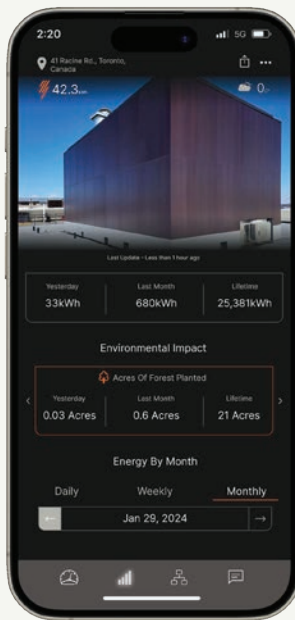 2:20
5G
41 Racine Rd., Toronto,
Canada
42.3
0
Last Update - Less than 1 hour ago
Yesterday Last Month Lifetime
33kWh 680kWh 25,381kWh
Environmental Impact
Acres Of Forest Planted
Yesterday Last Month Lifetime
0.03 Acres 0.6 Acres 21 Acres
Energy By Month
Daily Weekly Monthly
Jan 29, 2024